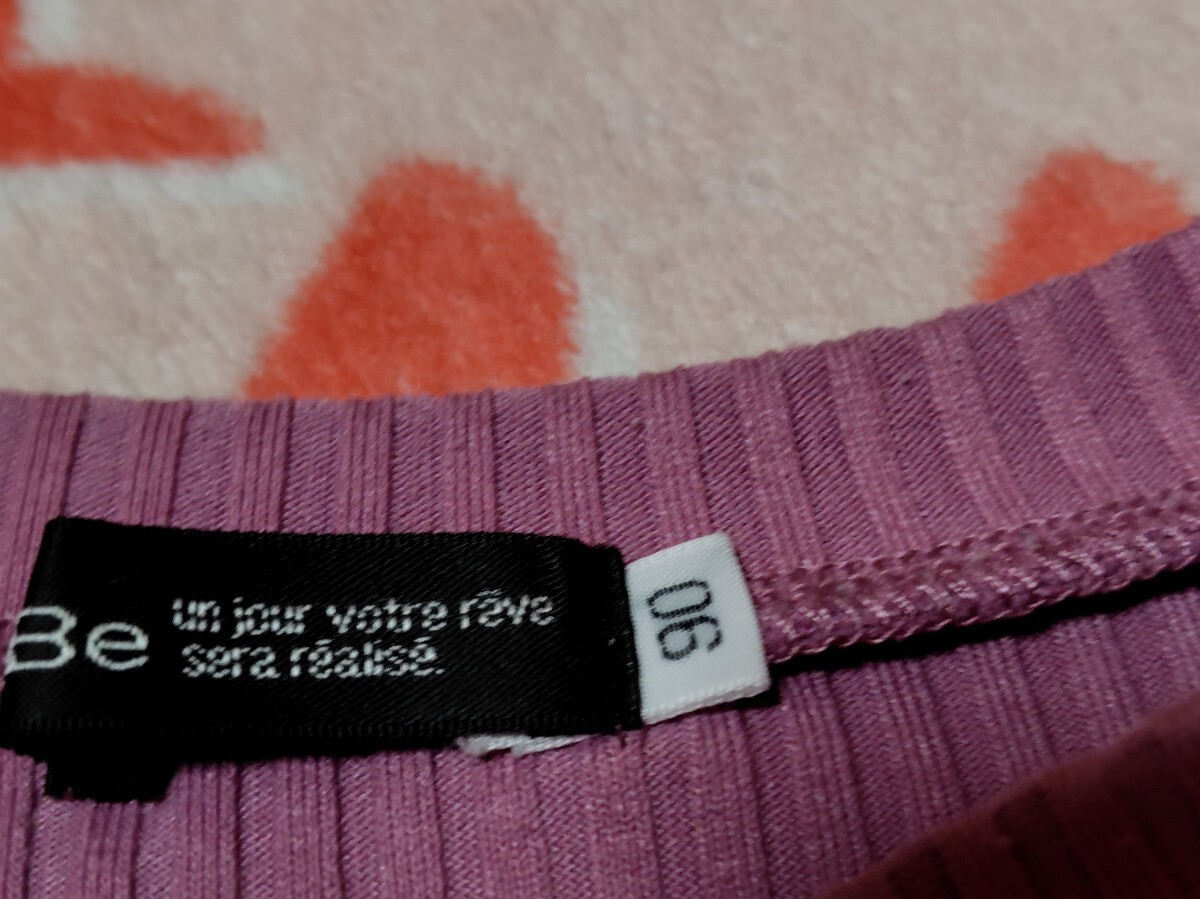 Be
un jour votre rêve
sera réalisé.
90